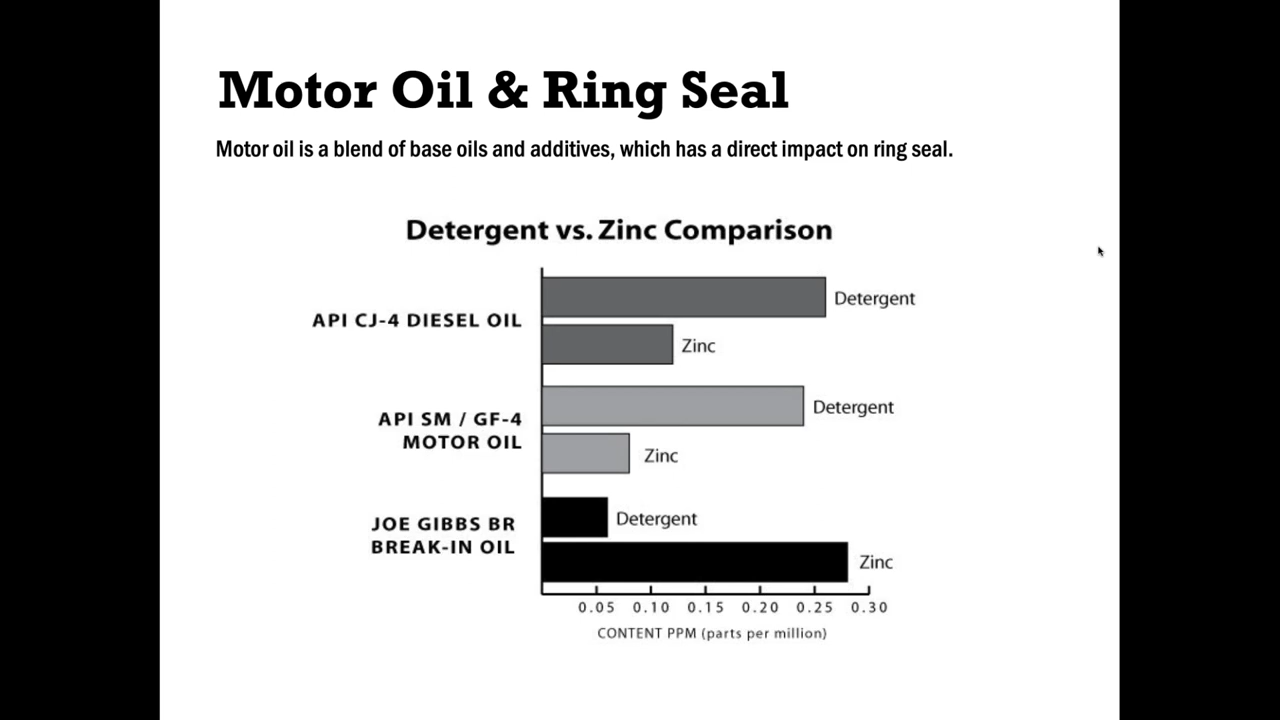 Motor Oil & Ring Seal
Motor oil is a blend of base oils and additives, which has a direct impact on ring seal.
Detergent vs. Zinc Comparison
API CJ-4 DIESEL OIL
Detergent
Zinc
API SM / GF-4
MOTOR OIL
Detergent
Zinc
JOE GIBBS BR
BREAK-IN OIL
Detergent
Zinc
0.05 0.10 0.15 0.20 0.25 0.30
CONTENT PPM (parts per million)